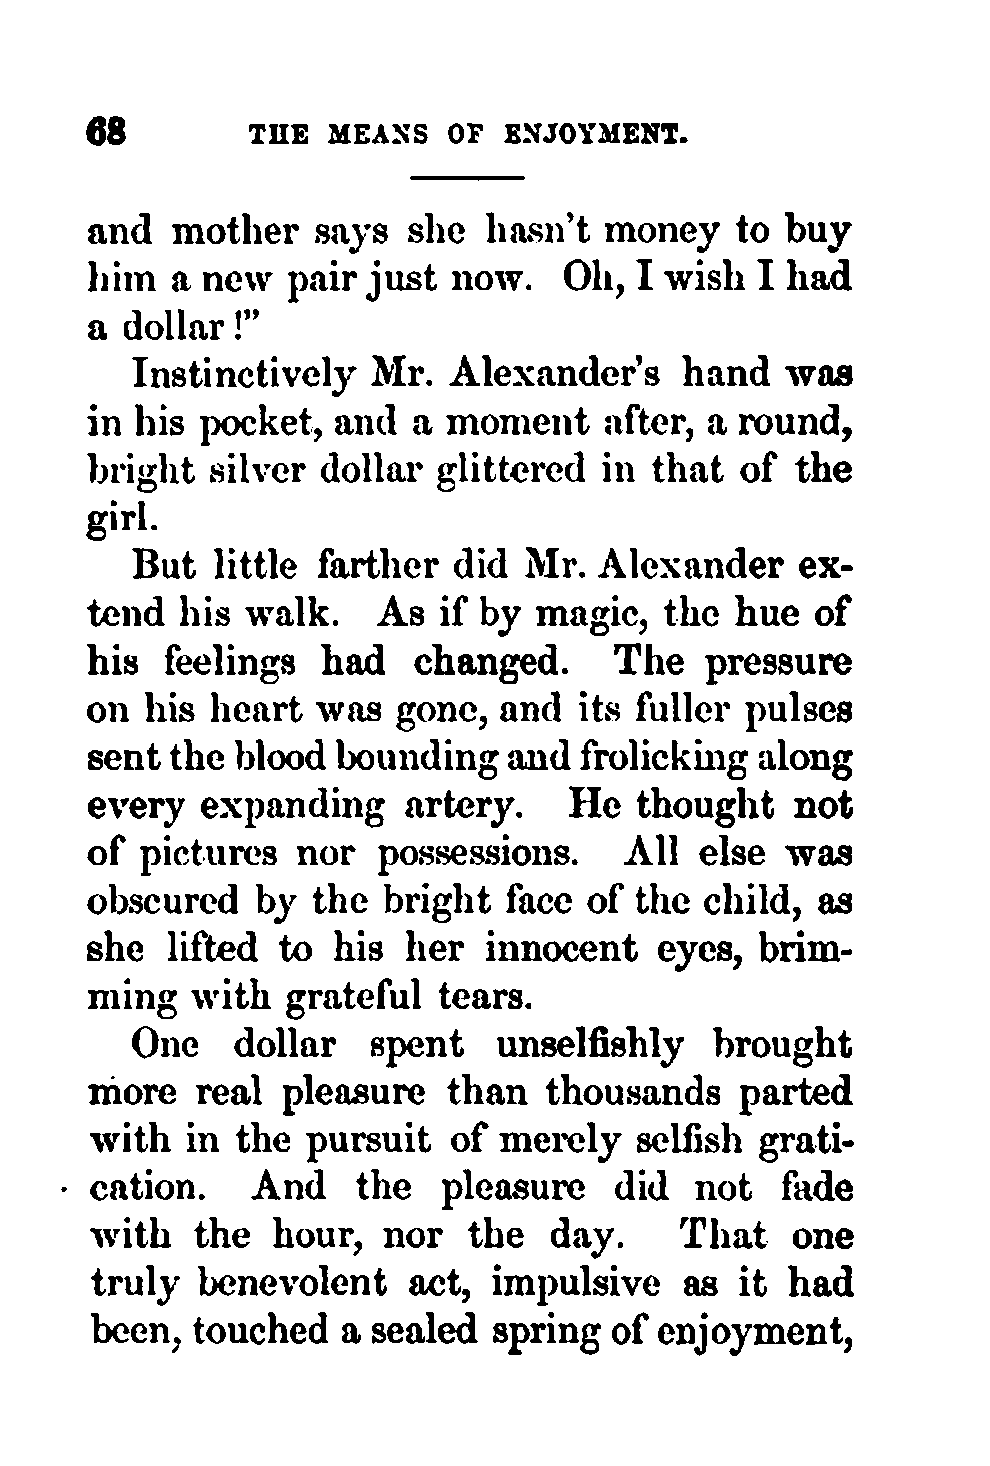 68 THE MEANS OF ENJOYMENT.
and mother says she hasn't money to buy
him a new pair just now. Oh, I wish I had
a dollar!"
Instinctively Mr. Alexander's hand was
in his pocket, and a moment after, a round,
bright silver dollar glittered in that of the
girl.
But little farther did Mr. Alexander ex-
tend his walk. As if by magic, the hue of
his feelings had changed. The pressure
on his heart was gone, and its fuller pulses
sent the blood bounding and frolicking along
every expanding artery. He thought not
of pictures nor possessions. All else was
obscured by the bright face of the child, as
she lifted to his her innocent eyes, brim-
ming with grateful tears.
One dollar spent unselfishly brought
more real pleasure than thousands parted
with in the pursuit of merely selfish grati-
cation. And the pleasure did not fade
with the hour, nor the day. That one
truly benevolent act, impulsive as it had
been, touched a sealed spring of enjoyment,